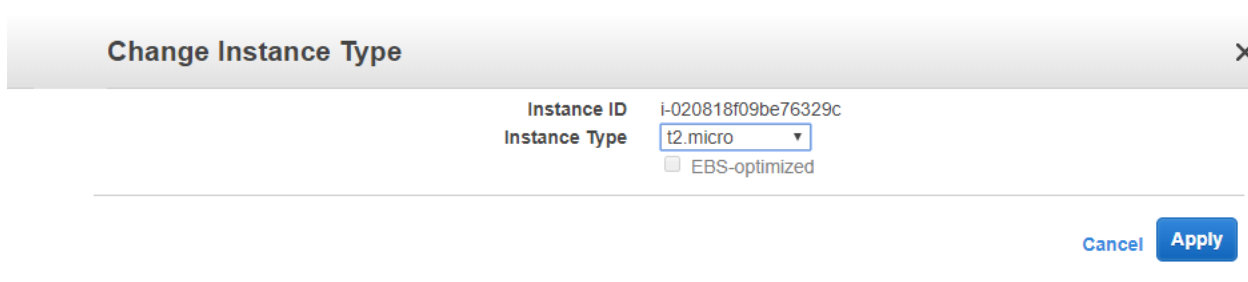 Change Instance Type
Instance ID i-020818f09be76329c
Instance Type t2.micro
EBS-optimized
Cancel Apply